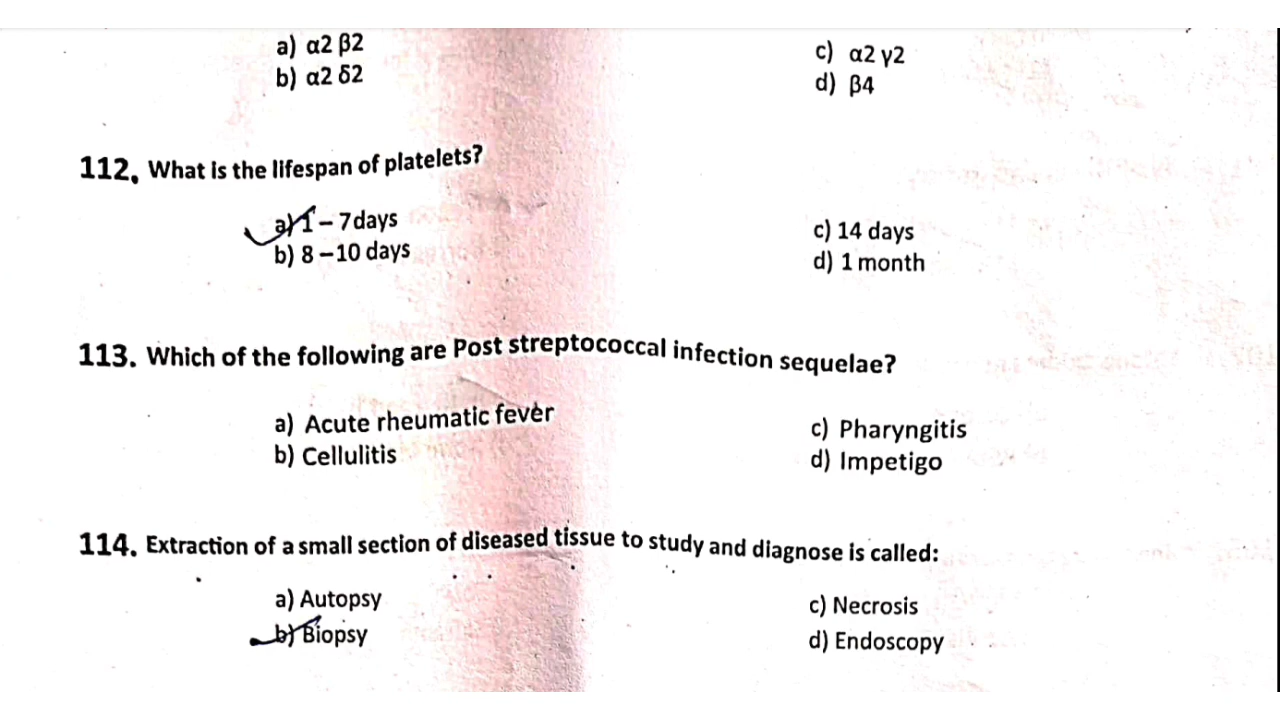 a) α2 β2
b) α2 δ2
c) α2 γ2
d) β4
112. What is the lifespan of platelets?
a) 1 – 7days
b) 8 – 10 days
c) 14 days
d) 1 month
113. Which of the following are Post streptococcal infection sequelae?
a) Acute rheumatic fever
b) Cellulitis
c) Pharyngitis
d) Impetigo
114. Extraction of a small section of diseased tissue to study and diagnose is called:
a) Autopsy
b) Biopsy
c) Necrosis
d) Endoscopy